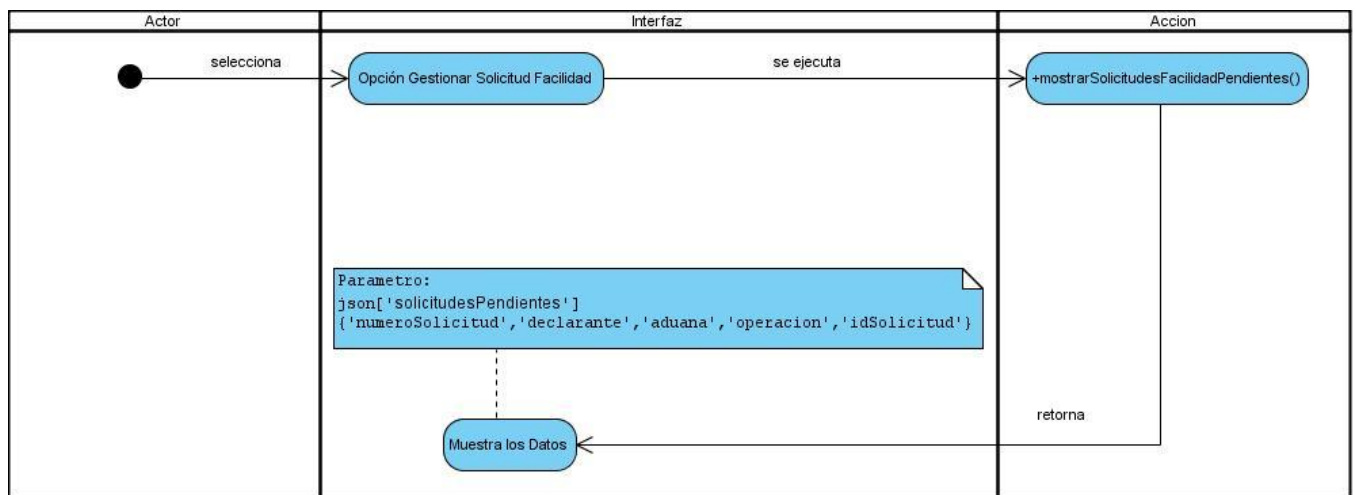 Actor
Interfaz
Accion
selecciona
Opción Gestionar Solicitud Facilidad
se ejecuta
+mostrarSolicitudesFacilidadPendientes()
Parametro:
json['solicitudesPendientes']
{'numeroSolicitud','declarante','aduana','operacion','idSolicitud'}
retorna
Muestra los Datos